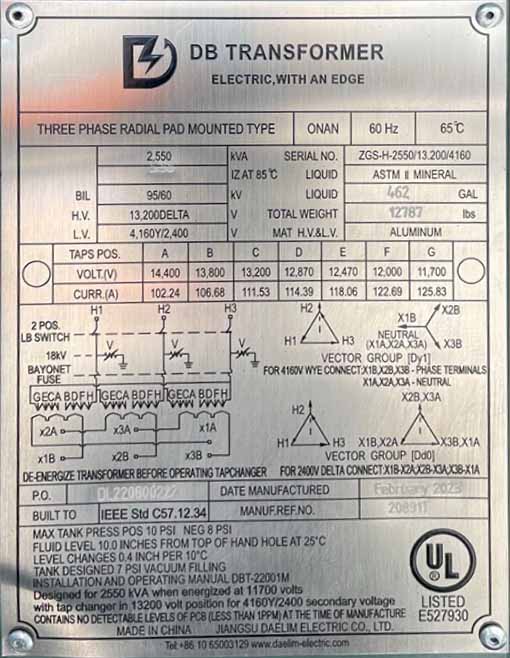 DB TRANSFORMER
ELECTRIC,WITH AN EDGE
THREE PHASE RADIAL PAD MOUNTED TYPE ONAN 60 Hz 65℃
2,550 kVA SERIAL NO. ZGS-H-2550/13.200/4160
IZ AT 85℃ LIQUID ASTM Ⅱ MINERAL
BIL 95/60 kV LIQUID 462 GAL
H.V. 13,200DELTA V TOTAL WEIGHT 12787 lbs
L.V. 4,160Y/2,400 V MAT H.V.&L.V. ALUMINUM
TAPS POS. A B C D E F G
VOLT.(V) 14,400 13,800 13,200 12,870 12,470 12,000 11,700
CURR.(A) 102.24 106.68 111.53 114.39 118.06 122.69 125.83
H1 H2 H3
2 POS.
LB SWITCH
18kV
V V V
BAYONET
FUSE
GECA BDFH GECA BDFH GECA BDFH
x2A x3A x1A
x1B x2B x3B
H2
H1 H3
X1B X2B
NEUTRAL
(X1A,X2A,X3A) X3B
VECTOR GROUP [Dy1]
FOR 4160V WYE CONNECT:X1B,X2B,X3B - PHASE TERMINALS
X1A,X2A,X3A - NEUTRAL
H2
H1 H3
X2B,X3A
X1B,X2A X3B,X1A
VECTOR GROUP [Dd0]
DE-ENERGIZE TRANSFORMER BEFORE OPERATING TAPCHANGER FOR 2400V DELTA CONNECT:X1B-X2A;X2B-X3A;X3B-X1A
P.O. DATE MANUFACTURED February 2023
BUILT TO IEEE Std C57.12.34 MANUF.REF.NO.
MAX TANK PRESS POS 10 PSI NEG 8 PSI
FLUID LEVEL 10.0 INCHES FROM TOP OF HAND HOLE AT 25°C
LEVEL CHANGES 0.4 INCH PER 10°C
TANK DESIGNED 7 PSI VACUUM FILLING
INSTALLATION AND OPERATING MANUAL DBT-22001M
Designed for 2550 kVA when energized at 11700 volts
with tap changer in 13200 volt position for 4160Y/2400 secondary voltage
CONTAINS NO DETECTABLE LEVELS OF PCB (LESS THAN 1PPM) AT THE TIME OF MANUFACTURE
MADE IN CHINA JIANGSU DAELIM ELECTRIC CO., LTD.
Tel:+86 10 65003129 www.daelim-electric.com
UL
®
LISTED
E527930